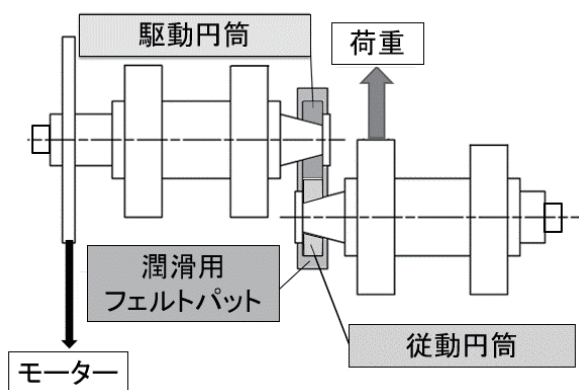 駆動円筒
荷重
潤滑用
フェルトパット
従動円筒
モーター